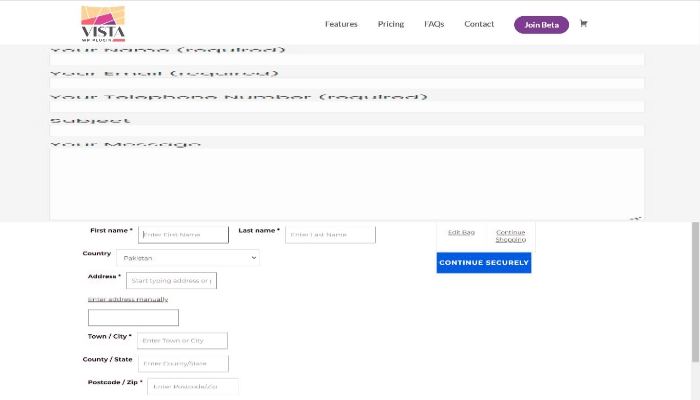 VISTA
WP PLUGIN
Features Pricing FAQs Contact Join Beta
Your Name (required)
Your Email (required)
Your Telephone Number (required)
Subject
Your Message
First name * Enter First Name Last name * Enter Last Name
Edit Bag Continue Shopping
Country Pakistan
CONTINUE SECURELY
Address * Start typing address or p
Enter address manually
Town / City * Enter Town or City
County / State Enter County/State
Postcode / Zip * Enter Postcode/Zip